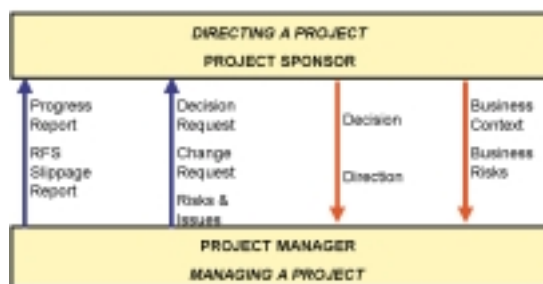 DIRECTING A PROJECT
PROJECT SPONSOR
Progress
Report
RFS
Slippage
Report
Decision
Request
Change
Request
Risks &
Issues
Decision
Direction
Business
Context
Business
Risks
PROJECT MANAGER
MANAGING A PROJECT